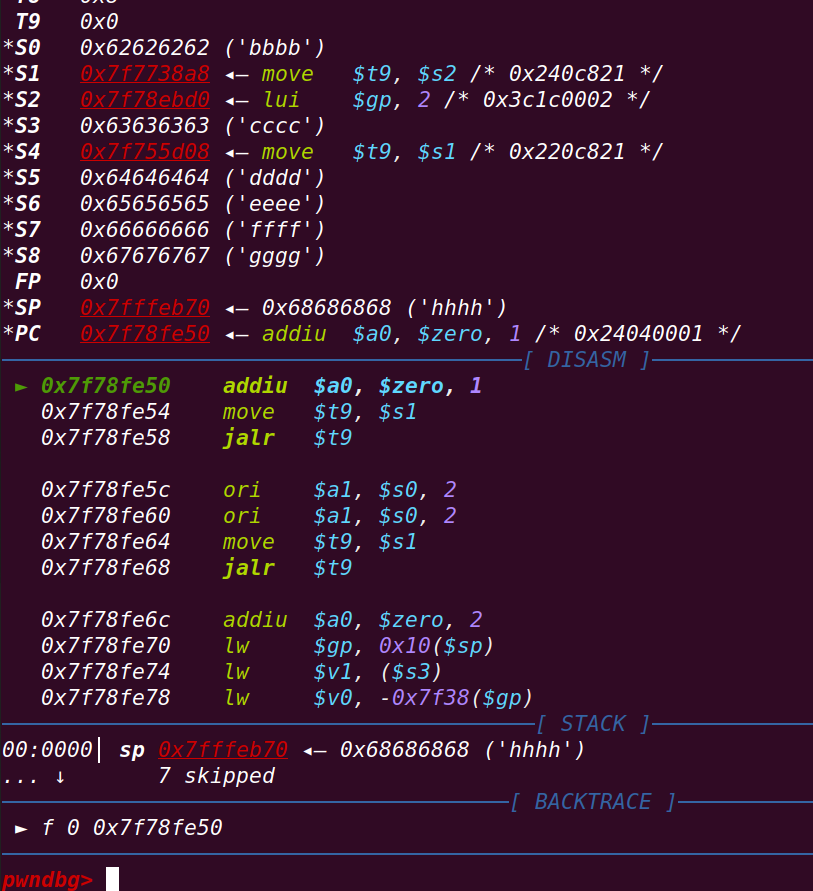 T9 0x0
*S0 0x62626262 ('bbbb')
*S1 0x7f7738a8 ◂— move $t9, $s2 /* 0x240c821 */
*S2 0x7f78ebd0 ◂— lui $gp, 2 /* 0x3c1c0002 */
*S3 0x63636363 ('cccc')
*S4 0x7f755d08 ◂— move $t9, $s1 /* 0x220c821 */
*S5 0x64646464 ('dddd')
*S6 0x65656565 ('eeee')
*S7 0x66666666 ('ffff')
*S8 0x67676767 ('gggg')
FP 0x0
*SP 0x7fffeb70 ◂— 0x68686868 ('hhhh')
*PC 0x7f78fe50 ◂— addiu $a0, $zero, 1 /* 0x24040001 */
[ DISASM ]
► 0x7f78fe50 addiu $a0, $zero, 1
0x7f78fe54 move $t9, $s1
0x7f78fe58 jalr $t9
0x7f78fe5c ori $a1, $s0, 2
0x7f78fe60 ori $a1, $s0, 2
0x7f78fe64 move $t9, $s1
0x7f78fe68 jalr $t9
0x7f78fe6c addiu $a0, $zero, 2
0x7f78fe70 lw $gp, 0x10($sp)
0x7f78fe74 lw $v1, ($s3)
0x7f78fe78 lw $v0, -0x7f38($gp)
[ STACK ]
00:0000│ sp 0x7fffeb70 ◂— 0x68686868 ('hhhh')
... ↓ 7 skipped
[ BACKTRACE ]
► f 0 0x7f78fe50
pwndbg>